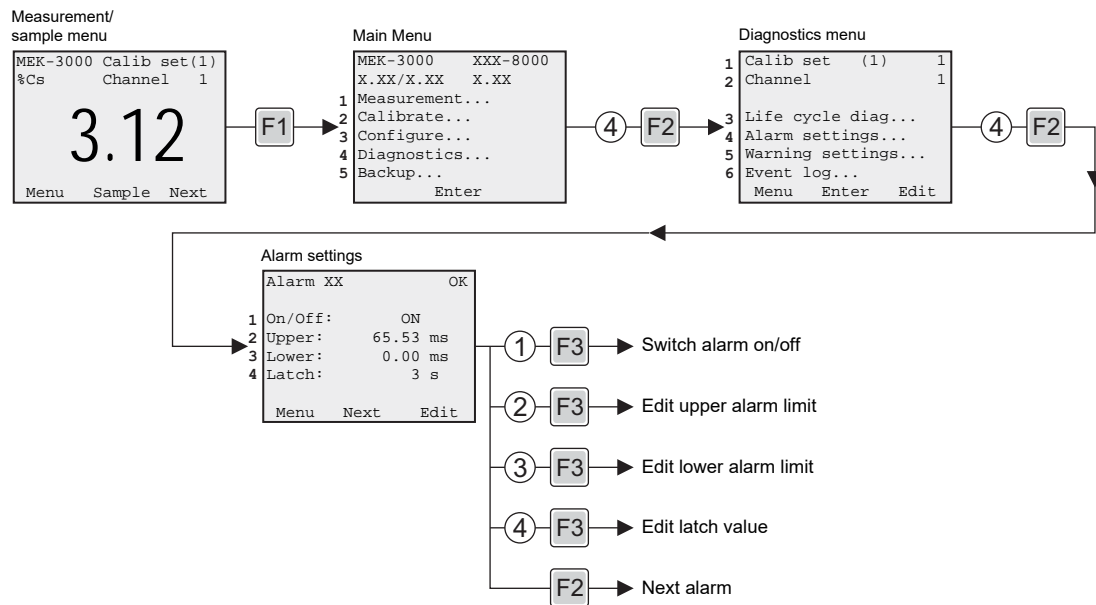 Measurement/
sample menu
MEK-3000 Calib set(1)
%Cs Channel 1
3.12
Menu Sample Next
F1
Main Menu
MEK-3000 XXX-8000
X.XX/X.XX X.XX
1 Measurement...
2 Calibrate...
3 Configure...
4 Diagnostics...
5 Backup...
Enter
4 F2
Diagnostics menu
1 Calib set (1) 1
2 Channel 1
3 Life cycle diag...
4 Alarm settings...
5 Warning settings...
6 Event log...
Menu Enter Edit
4 F2
Alarm settings
Alarm XX OK
1 On/Off: ON
2 Upper: 65.53 ms
3 Lower: 0.00 ms
4 Latch: 3 s
Menu Next Edit
1 F3 Switch alarm on/off
2 F3 Edit upper alarm limit
3 F3 Edit lower alarm limit
4 F3 Edit latch value
F2 Next alarm